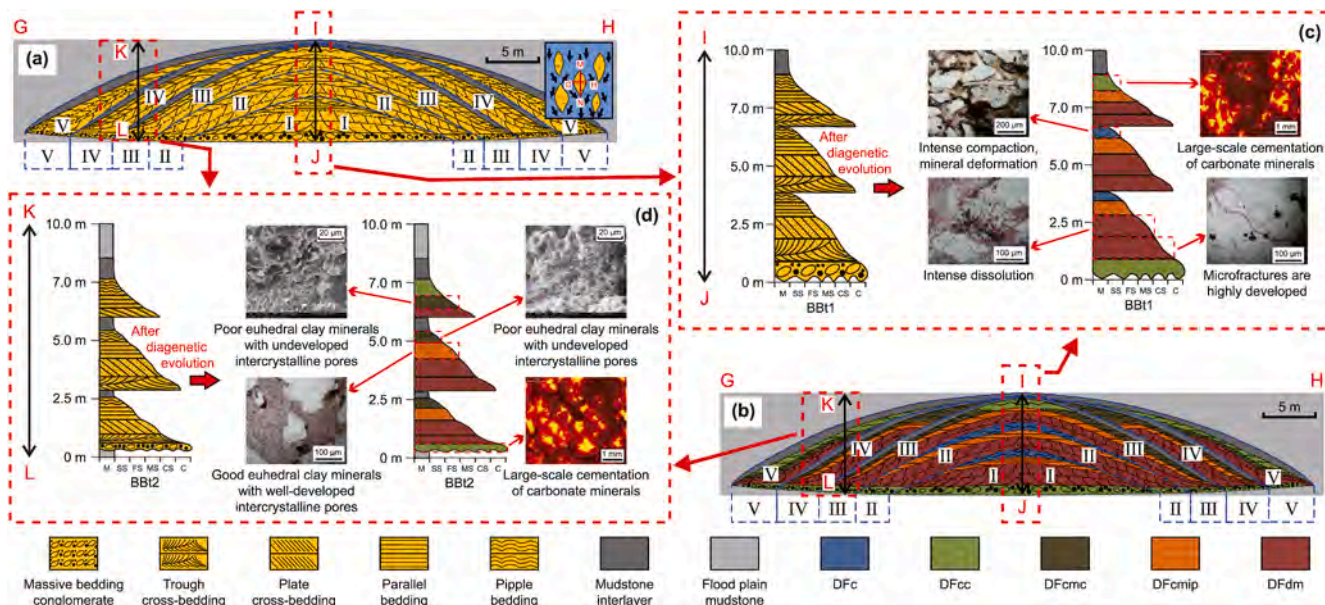 G
H
(a)
I
K
5 m
M
N
IV
III
II
II
III
IV
V
L
I
I
V
V
IV
III
II
J
II
III
IV
V
(c)
I
J
10.0 m
7.0 m
5.0 m
2.5 m
0 m
M SS FS MS CS C
BBt1
After
diagenetic
evolution
200 μm
Intense compaction,
mineral deformation
100 μm
Intense dissolution
10.0 m
7.0 m
5.0 m
2.5 m
0 m
M SS FS MS CS C
BBt1
1 mm
Large-scale cementation
of carbonate minerals
100 μm
Microfractures are
highly developed
(d)
K
L
10.0 m
7.0 m
5.0 m
2.5 m
0 m
M SS FS MS CS C
BBt2
After
diagenetic
evolution
20 μm
Poor euhedral clay minerals
with undeveloped
intercrystalline pores
100 μm
Good euhedral clay minerals
with well-developed
intercrystalline pores
10.0 m
7.0 m
5.0 m
2.5 m
0 m
M SS FS MS CS C
BBt2
20 μm
Poor euhedral clay minerals
with undeveloped
intercrystalline pores
1 mm
Large-scale cementation
of carbonate minerals
G
H
(b)
I
K
5 m
IV
III
II
II
III
IV
V
L
I
I
V
V
IV
III
II
J
II
III
IV
V
Massive bedding
conglomerate
Trough
cross-bedding
Plate
cross-bedding
Parallel
bedding
Pipple
bedding
Mudstone
interlayer
Flood plain
mudstone
DFc
DFcc
DFcmc
DFcmip
DFdm